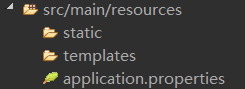 src/main/resources
static
templates
application.properties